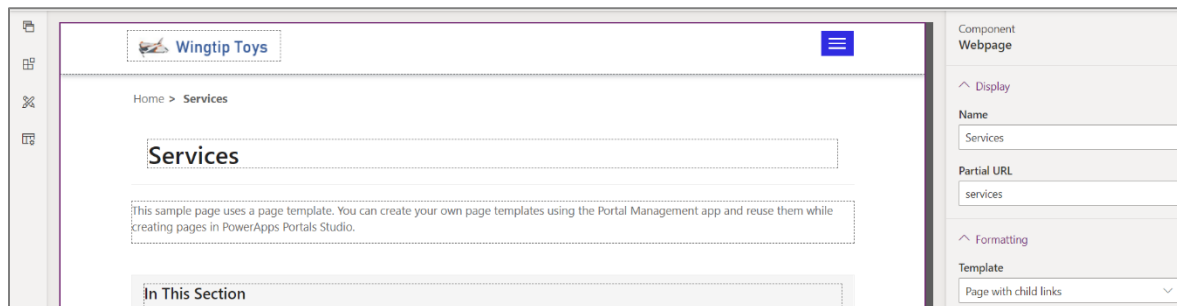 Wingtip Toys
Home > Services
Services
This sample page uses a page template. You can create your own page templates using the Portal Management app and reuse them while
creating pages in PowerApps Portals Studio.
In This Section
Component
Webpage
Display
Name
Services
Partial URL
services
Formatting
Template
Page with child links